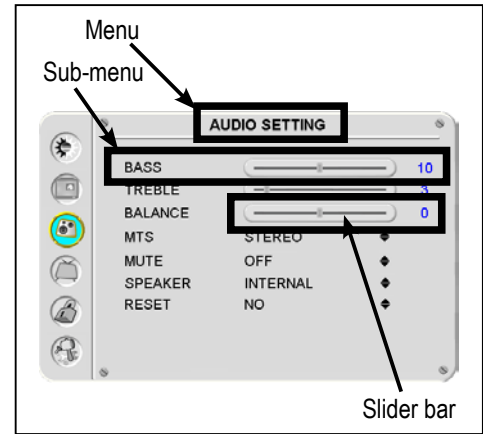 Menu
Sub-menu
AUDIO SETTING
BASS 10
TREBLE 3
BALANCE 0
MTS STEREO
MUTE OFF
SPEAKER INTERNAL
RESET NO
Slider bar